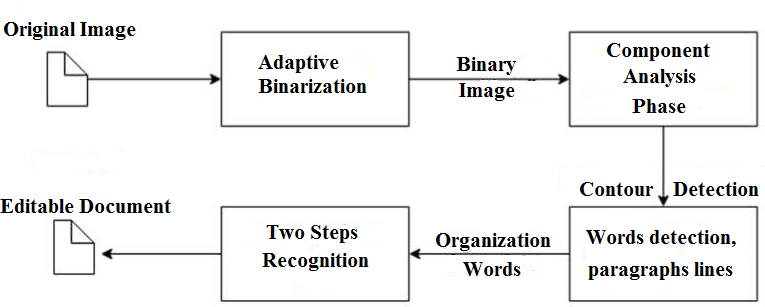 Original Image
Adaptive
Binarization
Binary
Image
Component
Analysis
Phase
Contour Detection
Words detection,
paragraphs lines
Organization
Words
Two Steps
Recognition
Editable Document